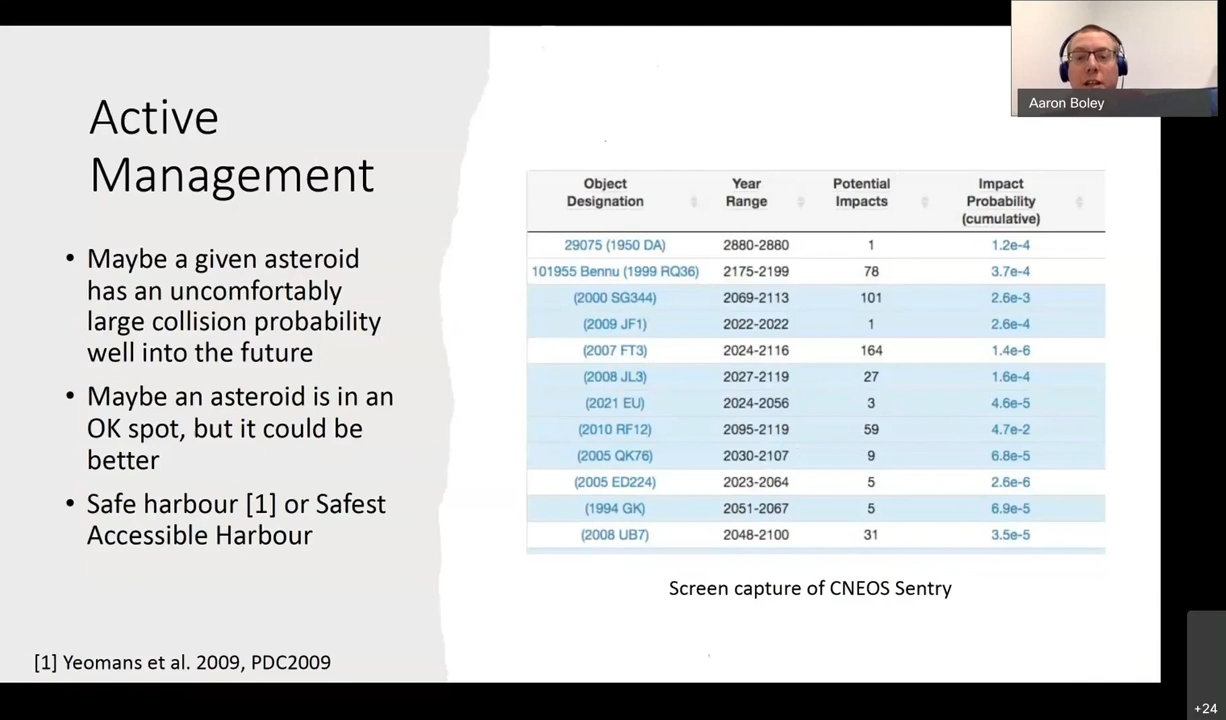 Aaron Boley
Active
Management
• Maybe a given asteroid
has an uncomfortably
large collision probability
well into the future
• Maybe an asteroid is in an
OK spot, but it could be
better
• Safe harbour [1] or Safest
Accessible Harbour
[1] Yeomans et al. 2009, PDC2009
Object Designation Year Range Potential Impacts Impact Probability (cumulative)
29075 (1950 DA) 2880-2880 1 1.2e-4
101955 Bennu (1999 RQ36) 2175-2199 78 3.7e-4
(2000 SG344) 2069-2113 101 2.6e-3
(2009 JF1) 2022-2022 1 2.6e-4
(2007 FT3) 2024-2116 164 1.4e-6
(2008 JL3) 2027-2119 27 1.6e-4
(2021 EU) 2024-2056 3 4.6e-5
(2010 RF12) 2095-2119 59 4.7e-2
(2005 QK76) 2030-2107 9 6.8e-5
(2005 ED224) 2023-2064 5 2.6e-6
(1994 GK) 2051-2067 5 6.9e-5
(2008 UB7) 2048-2100 31 3.5e-5
Screen capture of CNEOS Sentry
+24